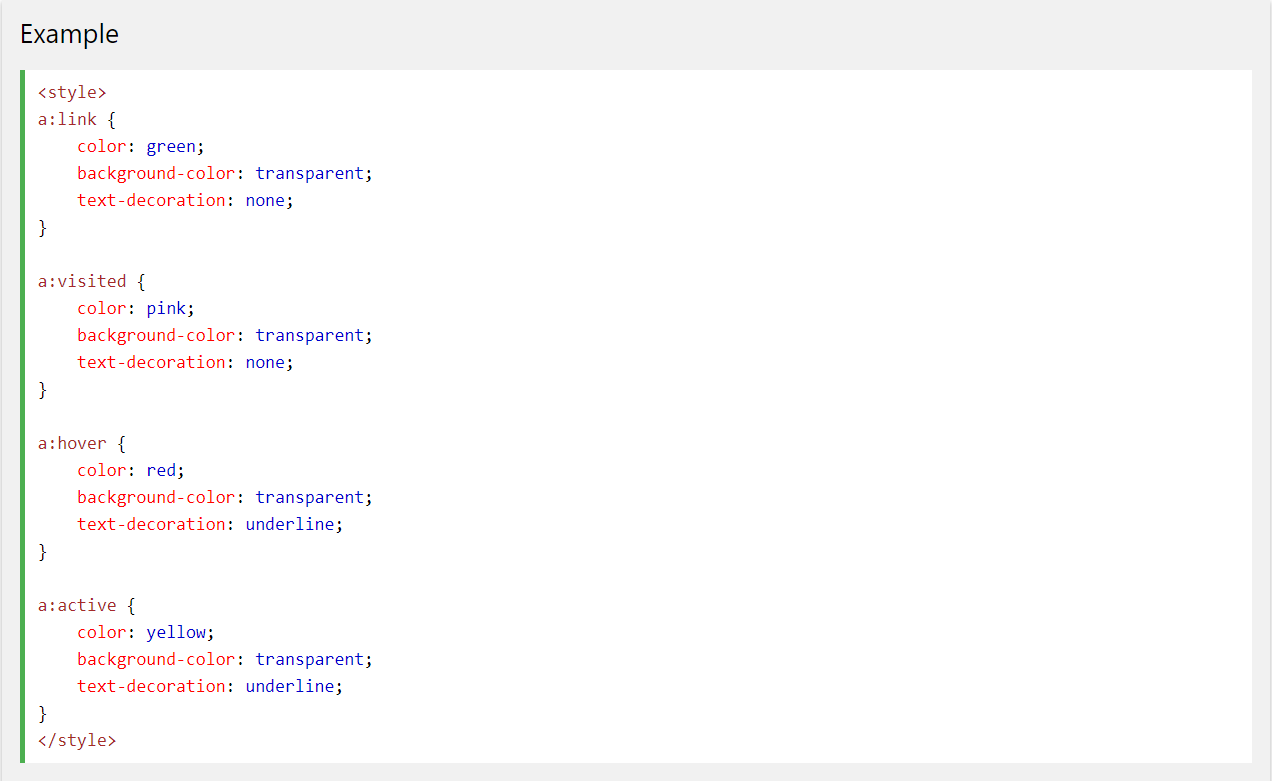 Example
<style>
a:link {
    color: green;
    background-color: transparent;
    text-decoration: none;
}

a:visited {
    color: pink;
    background-color: transparent;
    text-decoration: none;
}

a:hover {
    color: red;
    background-color: transparent;
    text-decoration: underline;
}

a:active {
    color: yellow;
    background-color: transparent;
    text-decoration: underline;
}
</style>